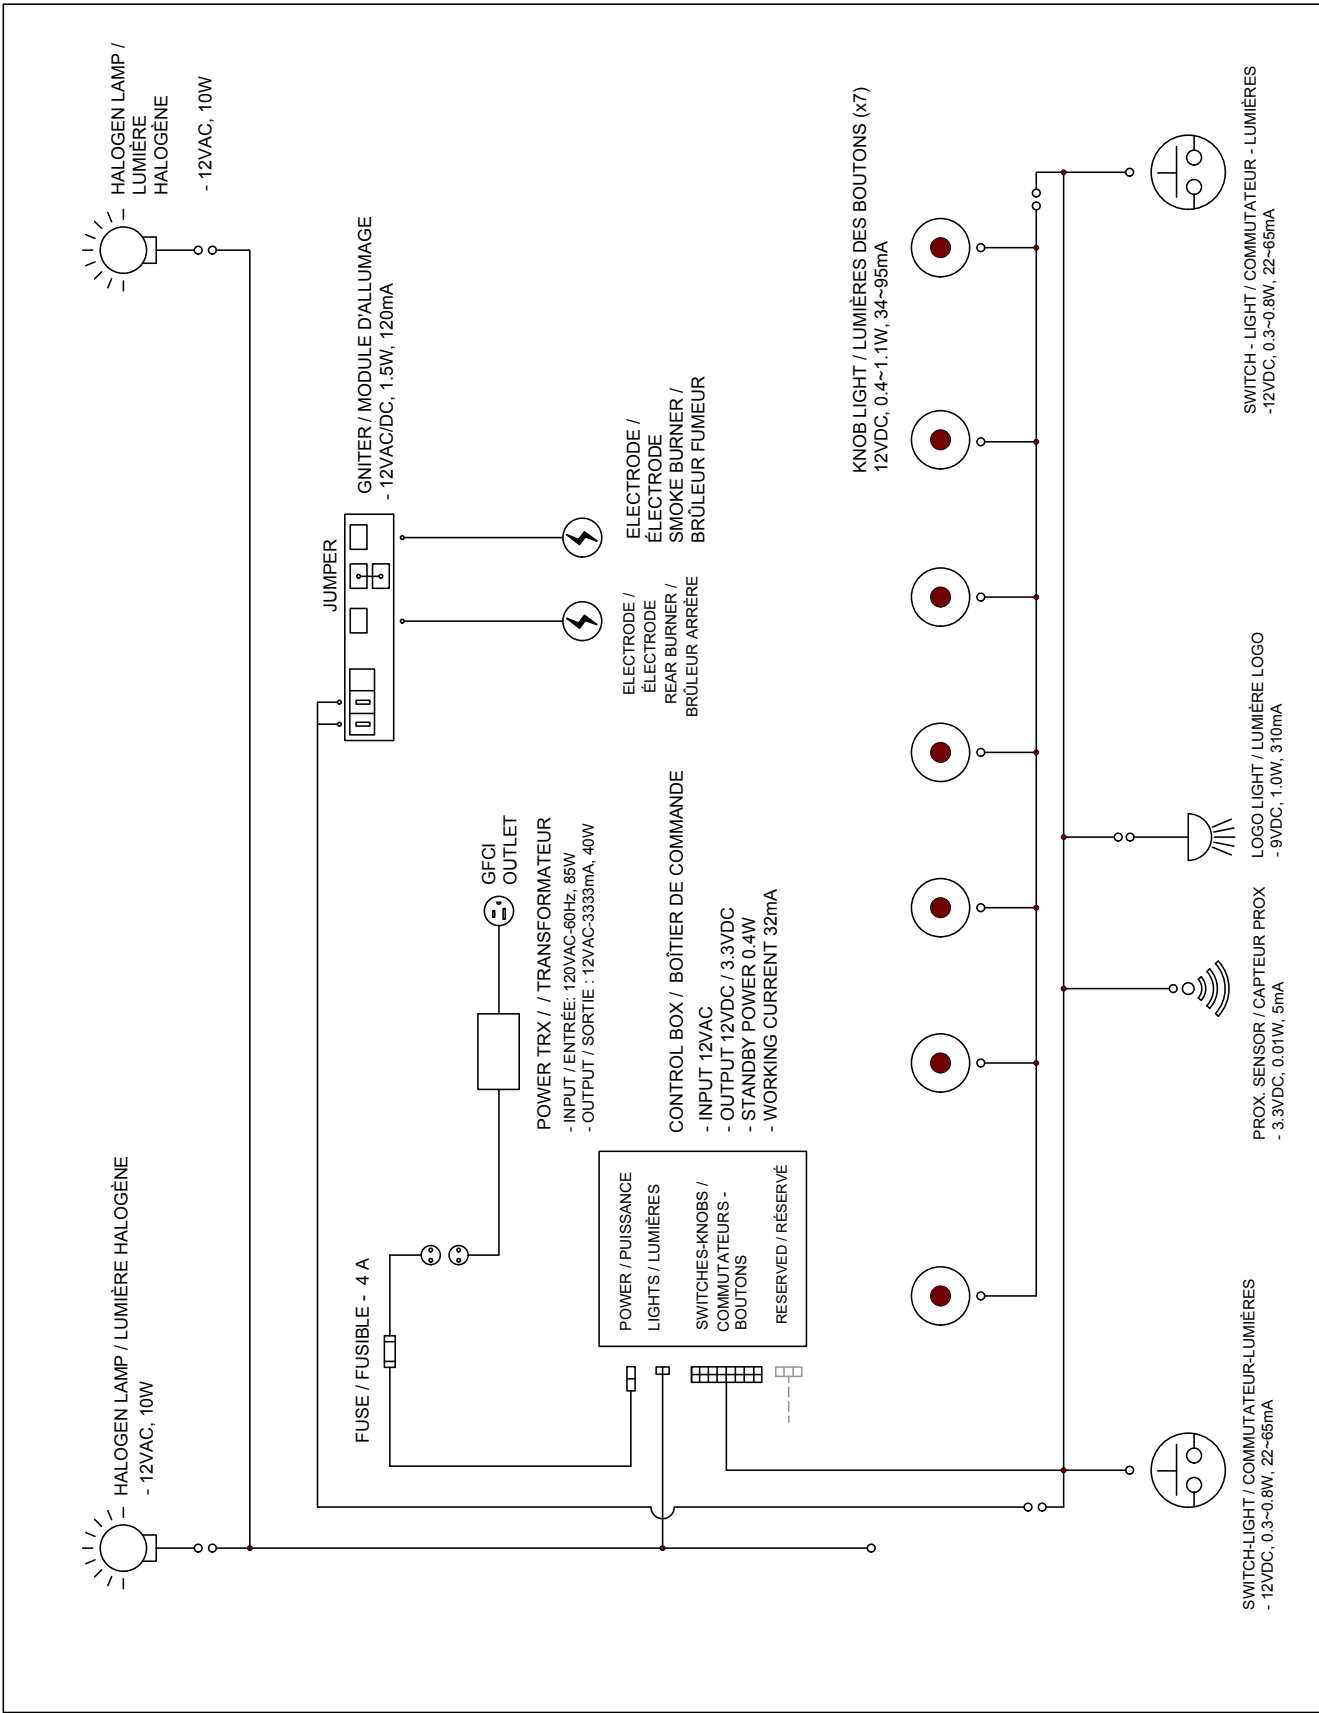 HALOGEN LAMP / LUMIÈRE HALOGÈNE
- 12VAC, 10W
HALOGEN LAMP /
LUMIÈRE
HALOGÈNE
- 12VAC, 10W
FUSE / FUSIBLE - 4 A
JUMPER
GNITER / MODULE D'ALLUMAGE
- 12VAC/DC, 1.5W, 120mA
GFCI
OUTLET
POWER TRX / / TRANSFORMATEUR
- INPUT / ENTRÉE: 120VAC-60Hz, 85W
- OUTPUT / SORTIE : 12VAC-3333mA, 40W
ELECTRODE /
ÉLECTRODE
REAR BURNER /
BRÛLEUR ARRÈRE
ELECTRODE /
ÉLECTRODE
SMOKE BURNER /
BRÛLEUR FUMEUR
POWER / PUISSANCE
LIGHTS / LUMIÈRES
SWITCHES-KNOBS /
COMMUTATEURS -
BOUTONS
RESERVED / RÉSERVÉ
CONTROL BOX / BOÎTIER DE COMMANDE
- INPUT 12VAC
- OUTPUT 12VDC / 3.3VDC
- STANDBY POWER 0.4W
- WORKING CURRENT 32mA
KNOB LIGHT / LUMIÈRES DES BOUTONS (x7)
12VDC, 0.4~1.1W, 34~95mA
SWITCH-LIGHT / COMMUTATEUR-LUMIÈRES
- 12VDC, 0.3~0.8W, 22~65mA
PROX. SENSOR / CAPTEUR PROX
- 3.3VDC, 0.01W, 5mA
LOGO LIGHT / LUMIÈRE LOGO
- 9VDC, 1.0W, 310mA
SWITCH - LIGHT / COMMUTATEUR - LUMIÈRES
-12VDC, 0.3~0.8W, 22~65mA